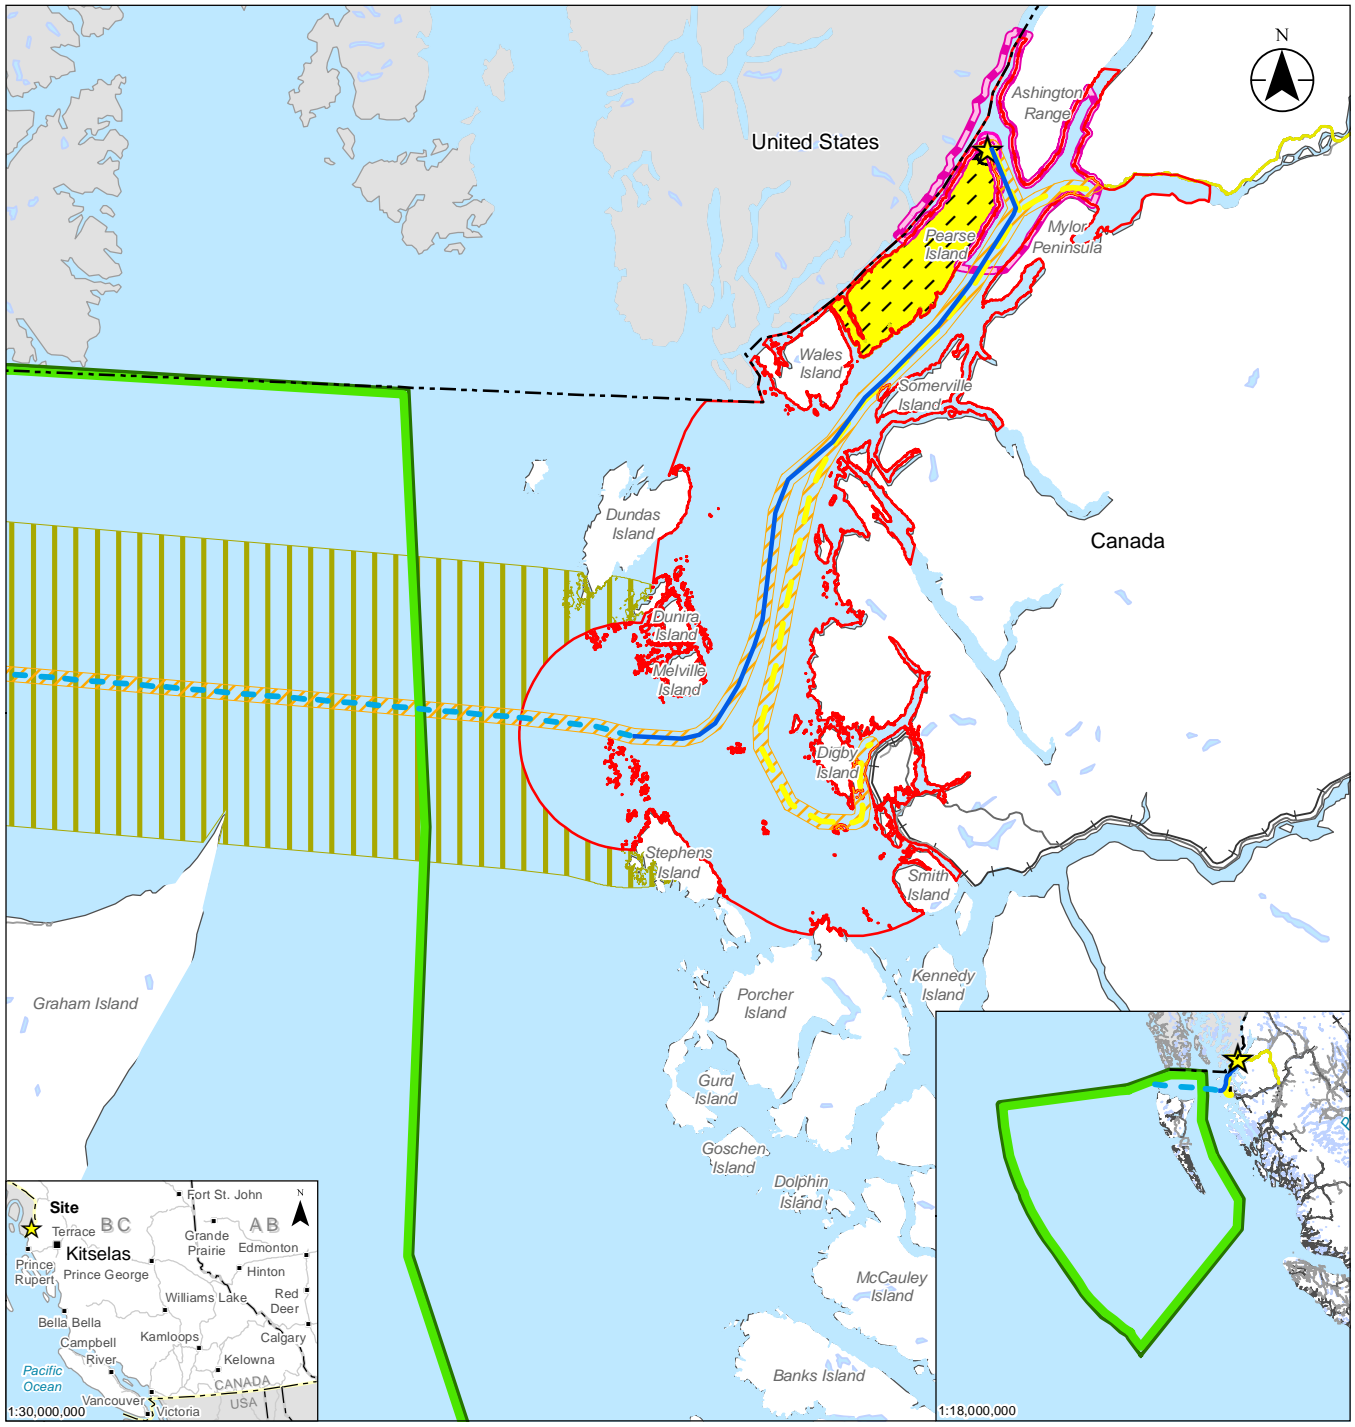 N
Ashington
Range
United States
Pearse
Island
Mylor
Peninsula
Wales
Island
Somerville
Island
Dundas
Island
Canada
Dunira
Island
Melville
Island
Digby
Island
Stephens
Island
Smith
Island
Graham Island
Porcher
Island
Kennedy
Island
Gurd
Island
Goschen
Island
Dolphin
Island
McCauley
Island
Banks Island
N
Fort St. John
Site
BC
AB
Terrace
Grande
Prairie
Edmonton
Kitselas
Prince
Rupert
Prince George
Hinton
Red
Deer
Williams Lake
Bella Bella
Campbell
River
Kamloops
Calgary
Kelowna
Pacific
Ocean
CANADA
USA
Vancouver
Victoria
1:30,000,000
1:18,000,000